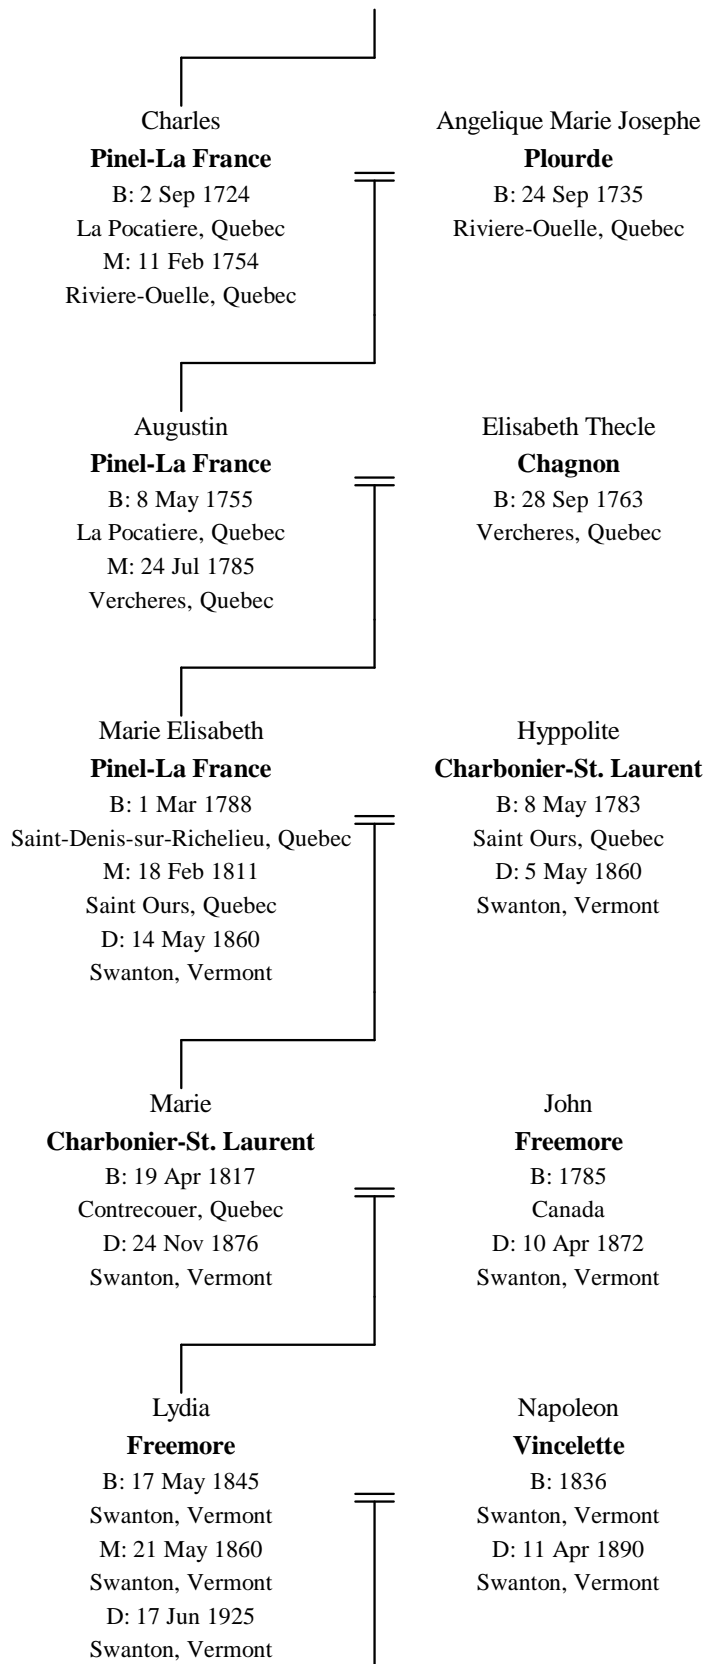 Charles
Pinel-La France
B: 2 Sep 1724
La Pocatiere, Quebec
M: 11 Feb 1754
Riviere-Ouelle, Quebec
Angelique Marie Josephe
Plourde
B: 24 Sep 1735
Riviere-Ouelle, Quebec
Augustin
Pinel-La France
B: 8 May 1755
La Pocatiere, Quebec
M: 24 Jul 1785
Vercheres, Quebec
Elisabeth Thecle
Chagnon
B: 28 Sep 1763
Vercheres, Quebec
Marie Elisabeth
Pinel-La France
B: 1 Mar 1788
Saint-Denis-sur-Richelieu, Quebec
M: 18 Feb 1811
Saint Ours, Quebec
D: 14 May 1860
Swanton, Vermont
Hyppolite
Charbonier-St. Laurent
B: 8 May 1783
Saint Ours, Quebec
D: 5 May 1860
Swanton, Vermont
Marie
Charbonier-St. Laurent
B: 19 Apr 1817
Contrecouer, Quebec
D: 24 Nov 1876
Swanton, Vermont
John
Freemore
B: 1785
Canada
D: 10 Apr 1872
Swanton, Vermont
Lydia
Freemore
B: 17 May 1845
Swanton, Vermont
M: 21 May 1860
Swanton, Vermont
D: 17 Jun 1925
Swanton, Vermont
Napoleon
Vincelette
B: 1836
Swanton, Vermont
D: 11 Apr 1890
Swanton, Vermont